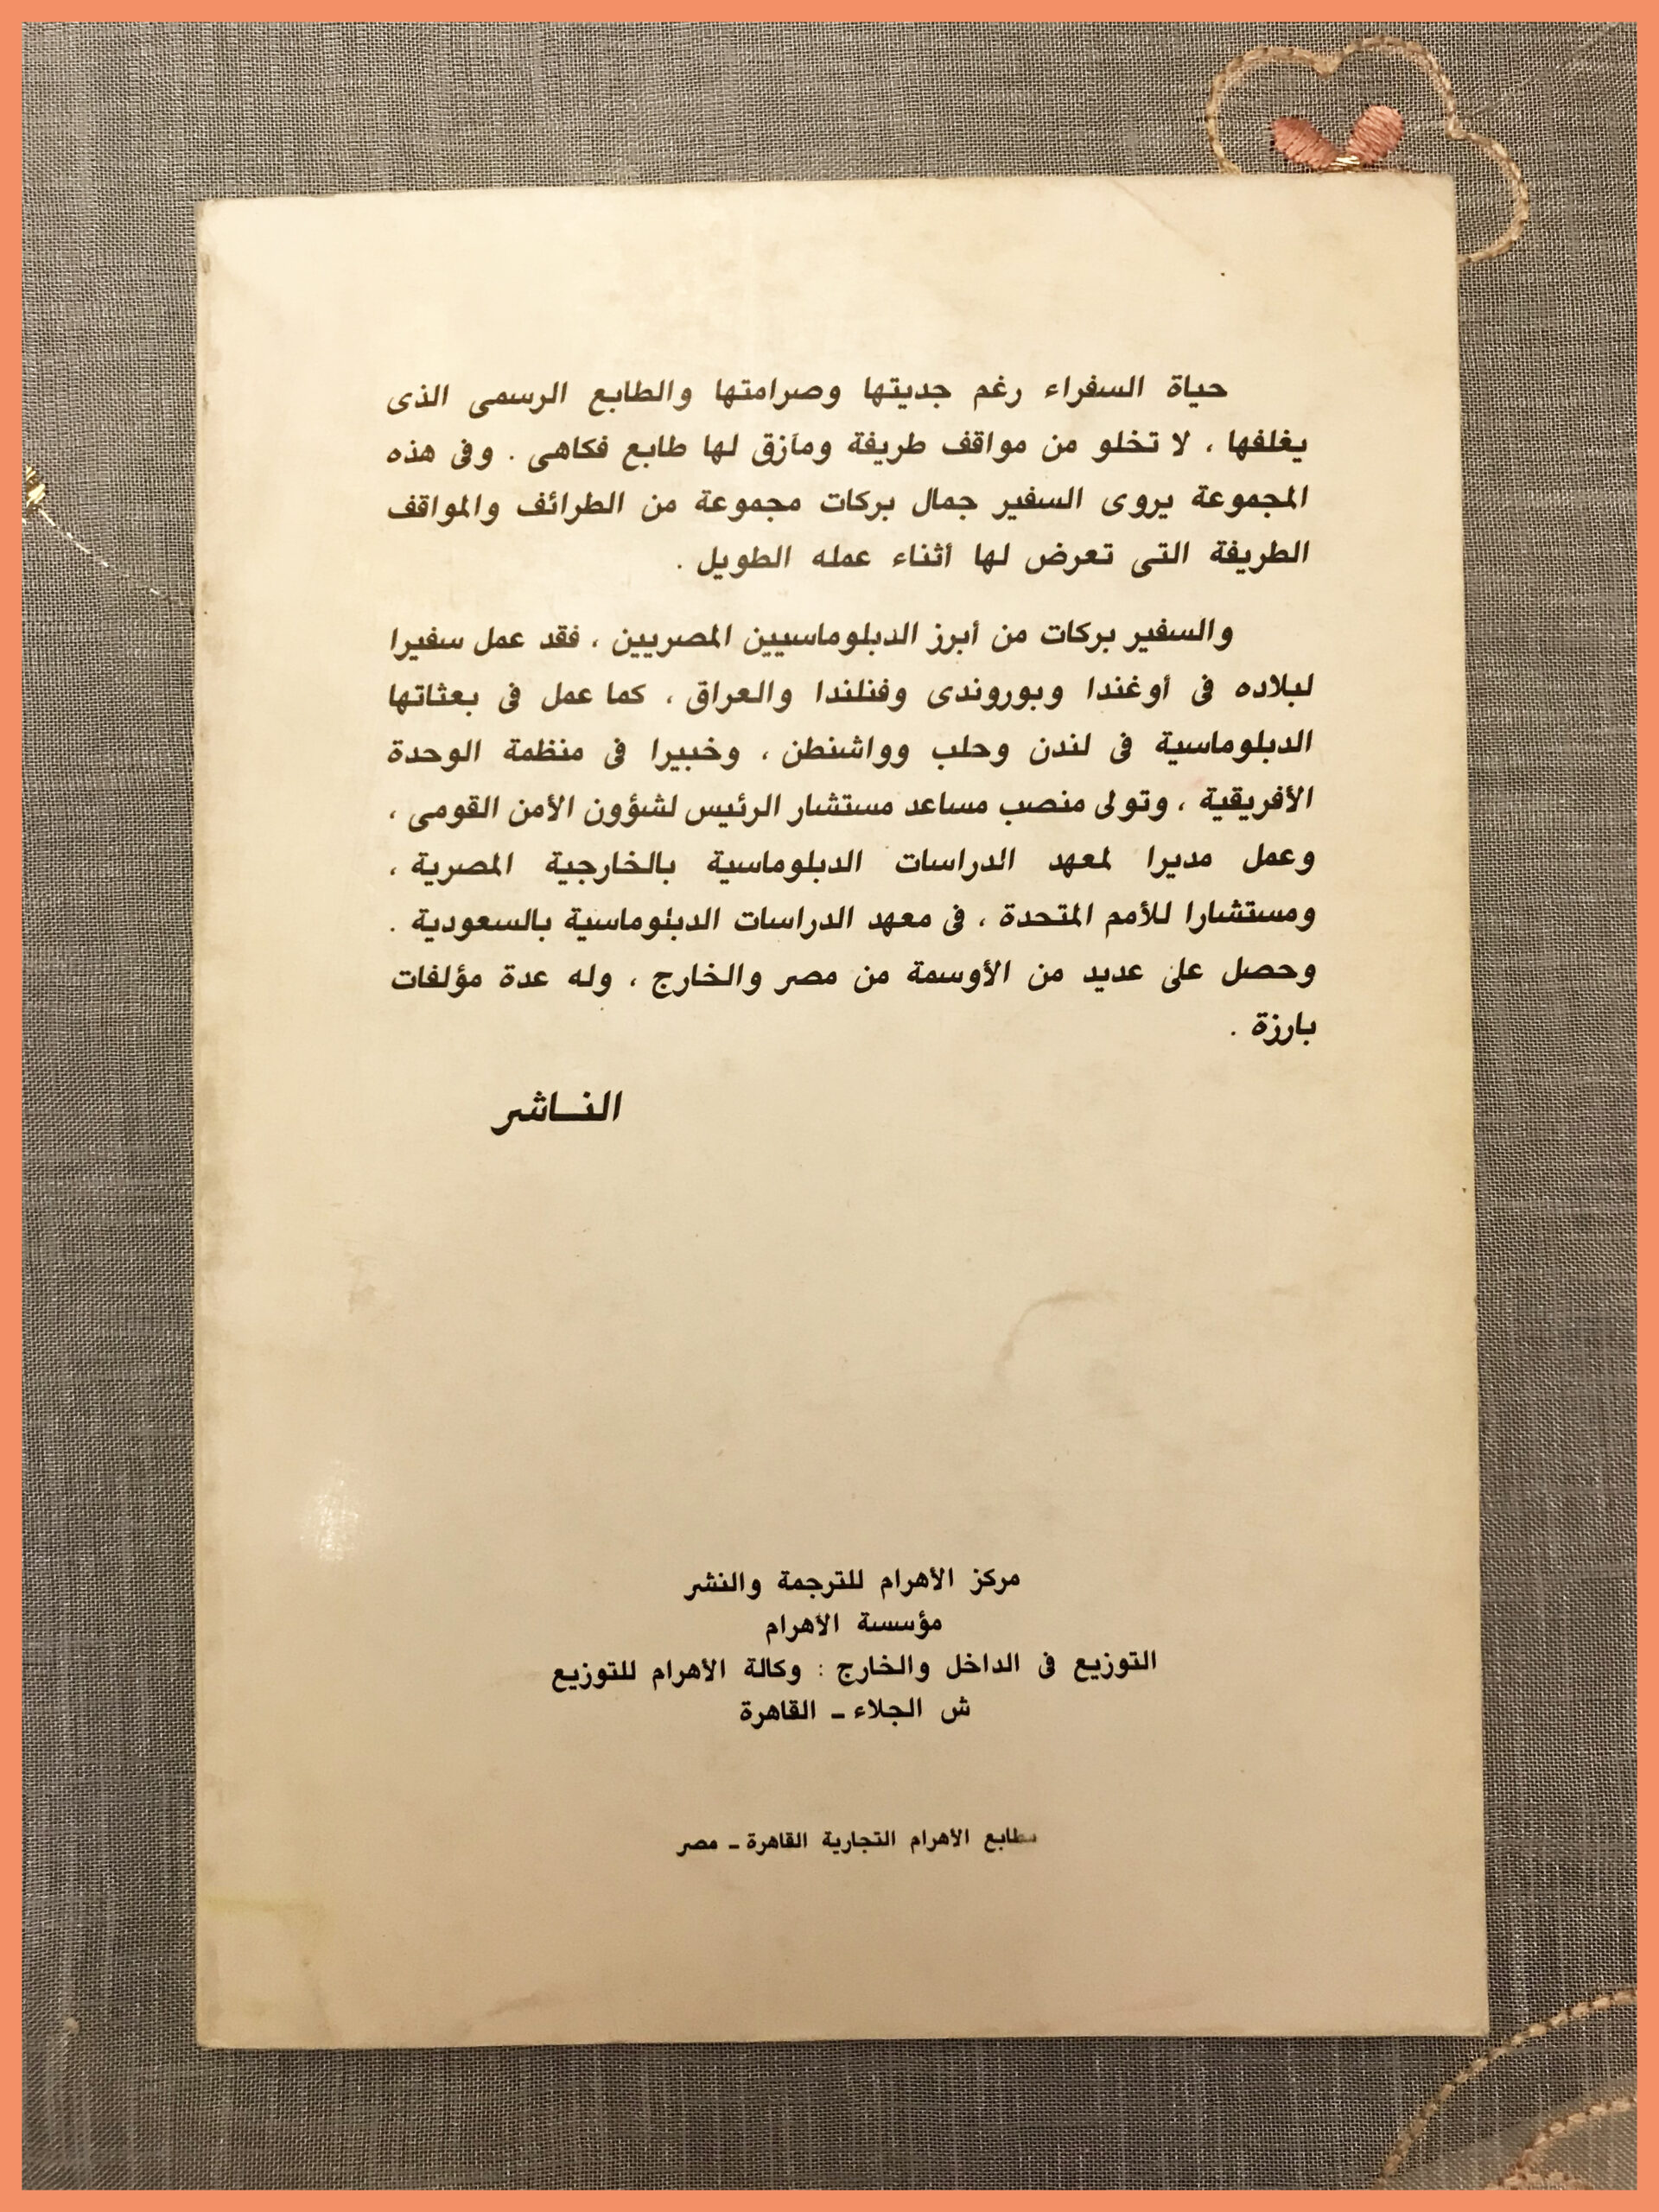 حياة السفراء رغم جديتها وصرامتها والطابع الرسمى الذى
يغلفها ، لا تخلو من مواقف طريفة ومآزق لها طابع فكاهى . وفى هذه
المجموعة يروى السفير جمال بركات مجموعة من الطرائف والمواقف
الطريفة التى تعرض لها أثناء عمله الطويل .
والسفير بركات من أبرز الدبلوماسيين المصريين ، فقد عمل سفيرا
لبلاده فى أوغندا وبوروندى وفنلندا والعراق ، كما عمل فى بعثاتها
الدبلوماسية فى لندن وحلب وواشنطن ، وخبيرا فى منظمة الوحدة
الأفريقية ، وتولى منصب مساعد مستشار الرئيس لشؤون الأمن القومى ،
وعمل مديرا لمعهد الدراسات الدبلوماسية بالخارجية المصرية ،
ومستشارا للأمم المتحدة ، فى معهد الدراسات الدبلوماسية بالسعودية .
وحصل على عديد من الأوسمة من مصر والخارج ، وله عدة مؤلفات
بارزة .
النـاشر
مركز الأهرام للترجمة والنشر
مؤسسة الأهرام
التوزيع فى الداخل والخارج : وكالة الأهرام للتوزيع
ش الجلاء ـ القاهرة
مطابع الأهرام التجارية القاهرة ـ مصر